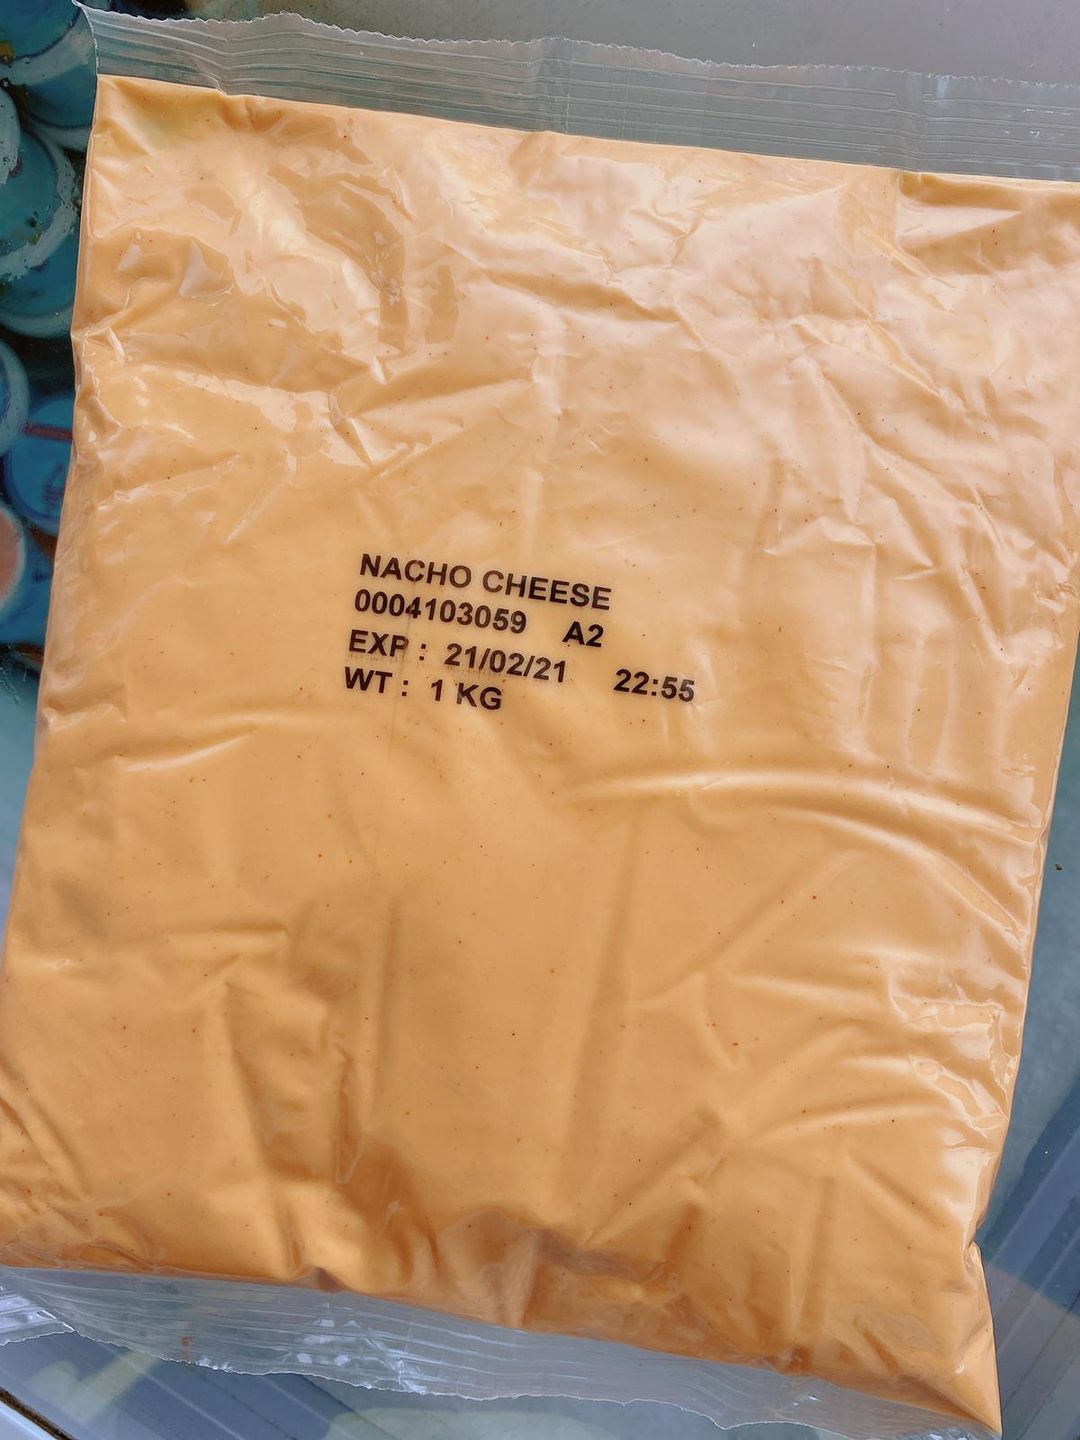 NACHO CHEESE
0004103059 A2
EXP : 21/02/21 22:55
WT : 1 KG